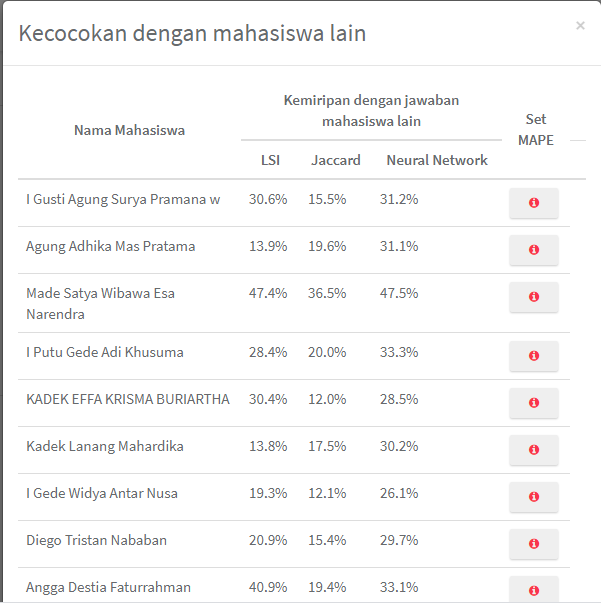 Kecocokan dengan mahasiswa lain
×
Nama Mahasiswa
Kemiripan dengan jawaban
mahasiswa lain
Set
MAPE
LSI Jaccard Neural Network
I Gusti Agung Surya Pramana w 30.6% 15.5% 31.2%
Agung Adhika Mas Pratama 13.9% 19.6% 31.1%
Made Satya Wibawa Esa
Narendra 47.4% 36.5% 47.5%
I Putu Gede Adi Khusuma 28.4% 20.0% 33.3%
KADEK EFFA KRISMA BURIARTHA 30.4% 12.0% 28.5%
Kadek Lanang Mahardika 13.8% 17.5% 30.2%
I Gede Widya Antar Nusa 19.3% 12.1% 26.1%
Diego Tristan Nababan 20.9% 15.4% 29.7%
Angga Destia Faturrahman 40.9% 19.4% 33.1%